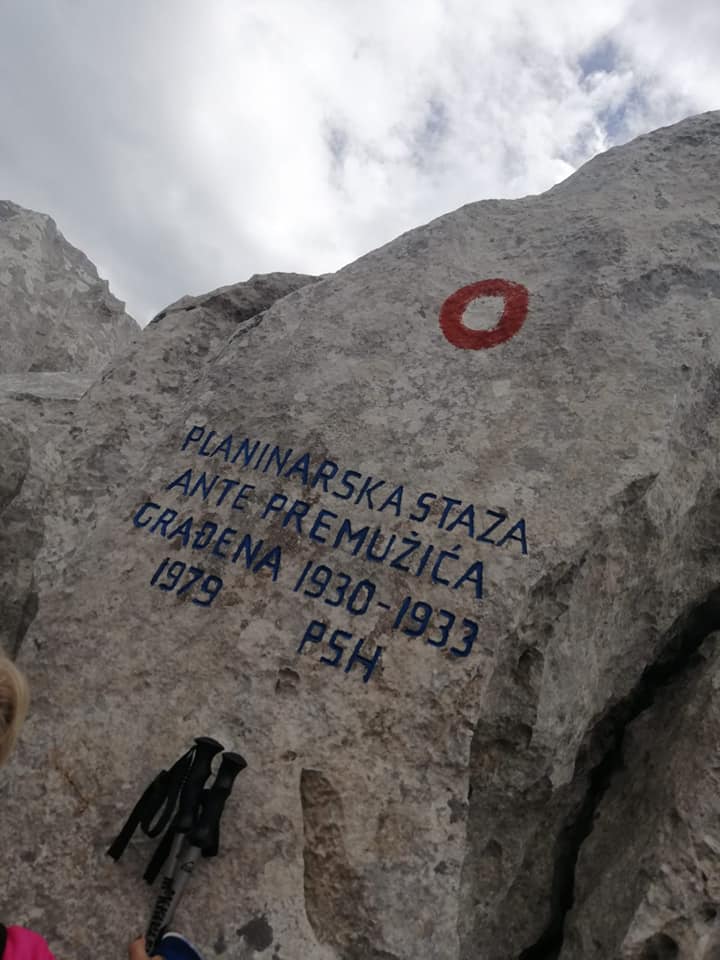 PLANINARSKA STAZA
ANTE PREMUŽIĆA
GRAĐENA 1930-1933
1979
PSH